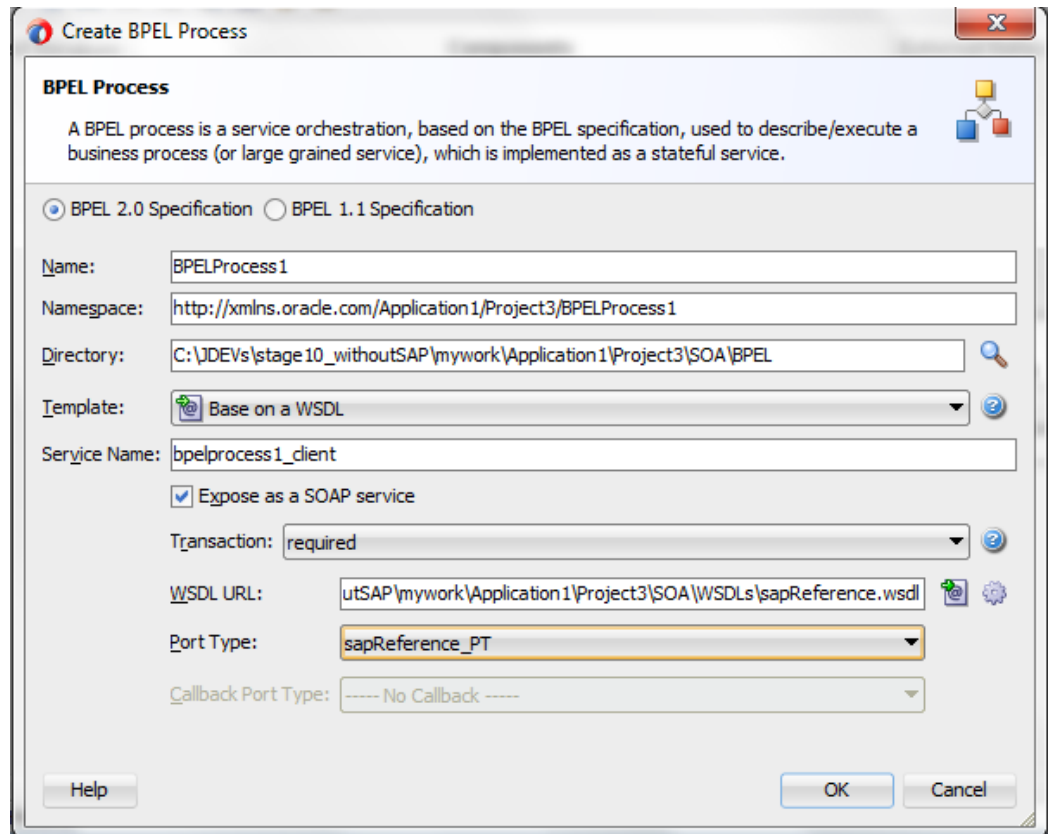 Create BPEL Process
BPEL Process
A BPEL process is a service orchestration, based on the BPEL specification, used to describe/execute a
business process (or large grained service), which is implemented as a stateful service.
BPEL 2.0 Specification BPEL 1.1 Specification
Name: BPELProcess1
Namespace: http://xmlns.oracle.com/Application1/Project3/BPELProcess1
Directory: C:\JDEVs\stage10_withoutSAP\mywork\Application1\Project3\SOA\BPEL
Template: Base on a WSDL
Service Name: bpelprocess1_client
Expose as a SOAP service
Transaction: required
WSDL URL: utSAP\mywork\Application1\Project3\SOA\WSDLs\sapReference.wsdl
Port Type: sapReference_PT
Callback Port Type: ----- No Callback -----
Help OK Cancel